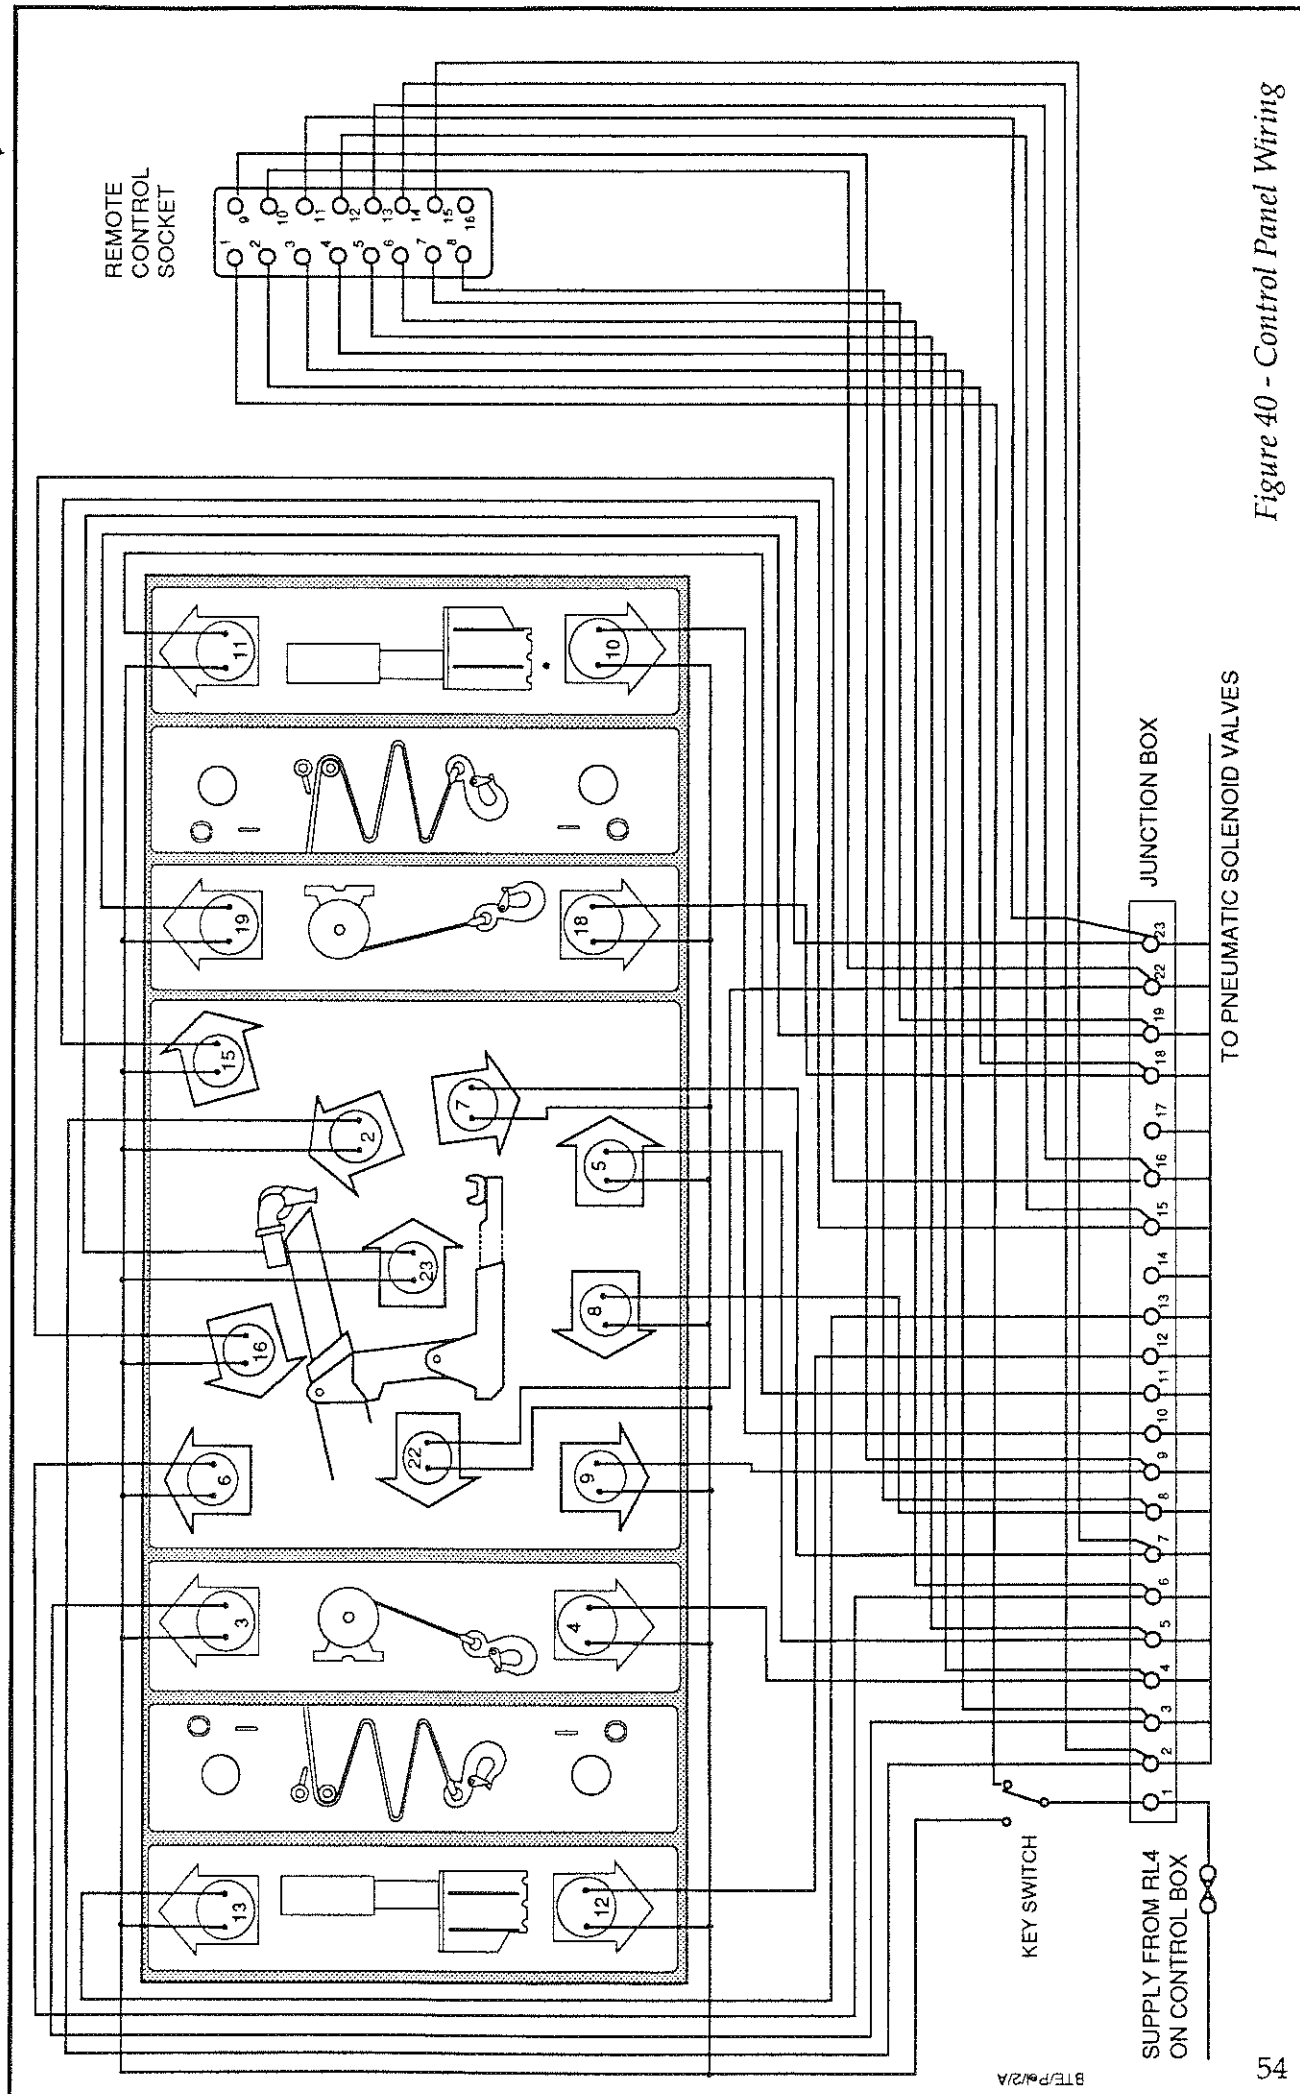 REMOTE
CONTROL
SOCKET
1 2 3 4 5 6 7 8
9 10 11 12 13 14 15 16
13
3
6
16
15
19
11
2
23
22
7
12
4
9
8
5
18
10
KEY SWITCH
JUNCTION BOX
1 2 3 4 5 6 7 8 9 10 11 12 13 14 15 16 17 18 19 22 23
SUPPLY FROM RL4
ON CONTROL BOX
TO PNEUMATIC SOLENOID VALVES
BTE/Pel/2/A
Figure 40 - Control Panel Wiring
54